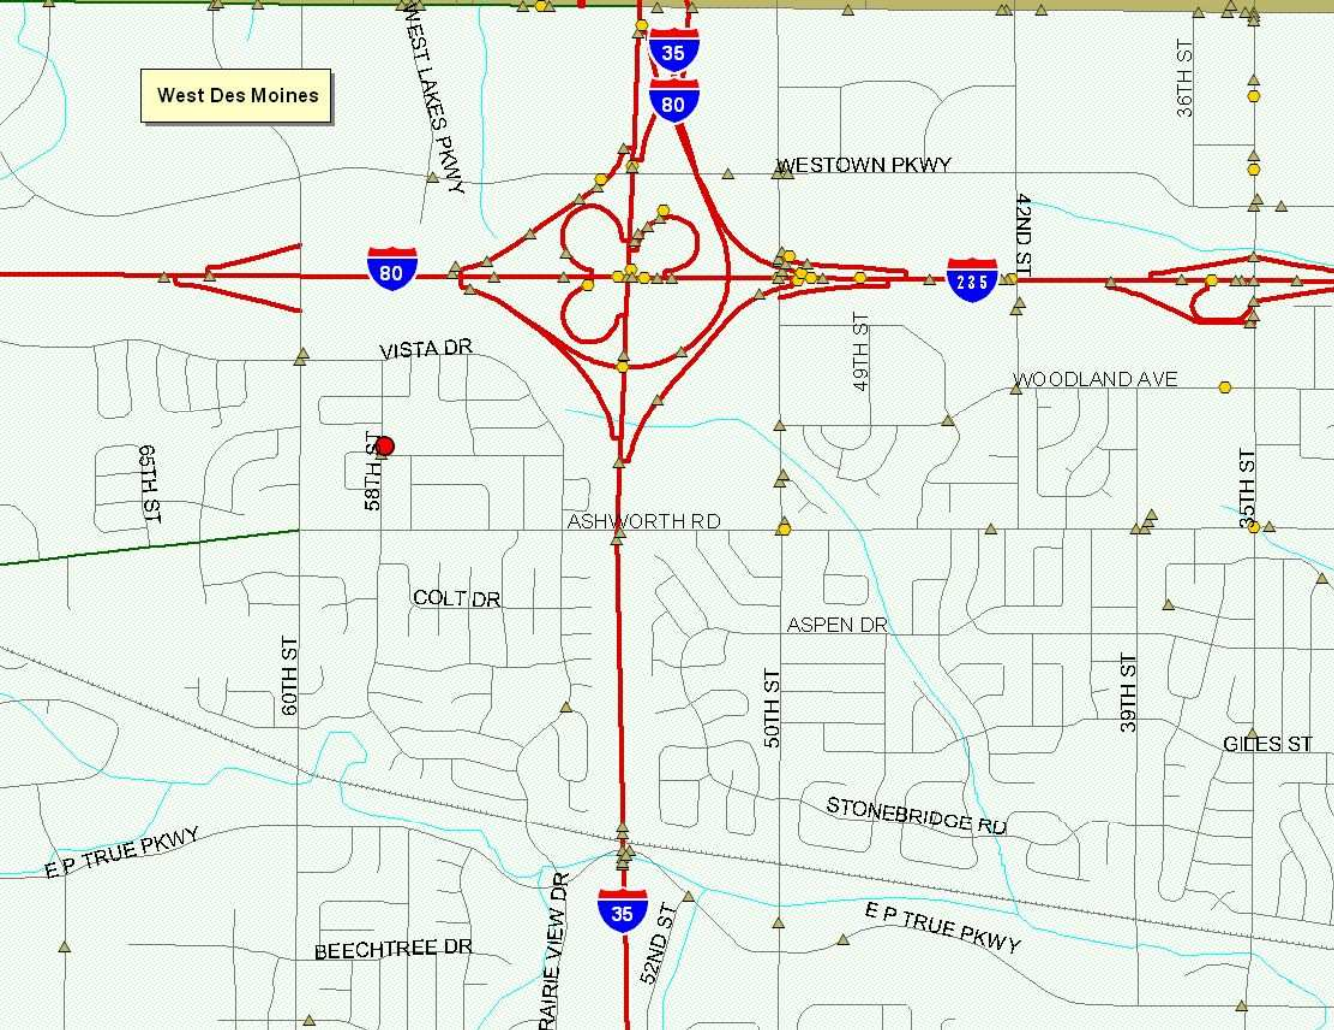 West Des Moines
WEST LAKES PKWY
35
80
36TH ST
WESTOWN PKWY
42ND ST
80
235
VISTA DR
49TH ST
WOODLAND AVE
65TH ST
58TH ST
35TH ST
ASHWORTH RD
COLT DR
ASPEN DR
60TH ST
50TH ST
39TH ST
GILES ST
STONEBRIDGE RD
E P TRUE PKWY
35
RAIRIE VIEW DR
52ND ST
E P TRUE PKWY
BEECHTREE DR